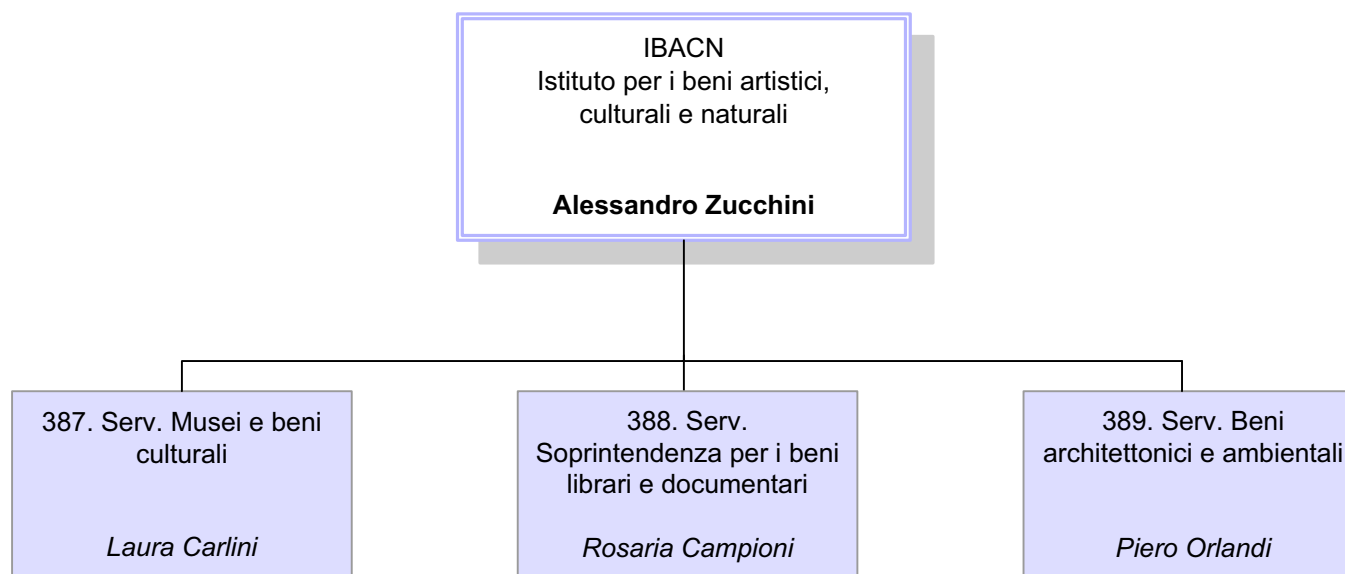 IBACN
Istituto per i beni artistici,
culturali e naturali
Alessandro Zucchini
387. Serv. Musei e beni
culturali
Laura Carlini
388. Serv.
Soprintendenza per i beni
librari e documentari
Rosaria Campioni
389. Serv. Beni
architettonici e ambientali
Piero Orlandi